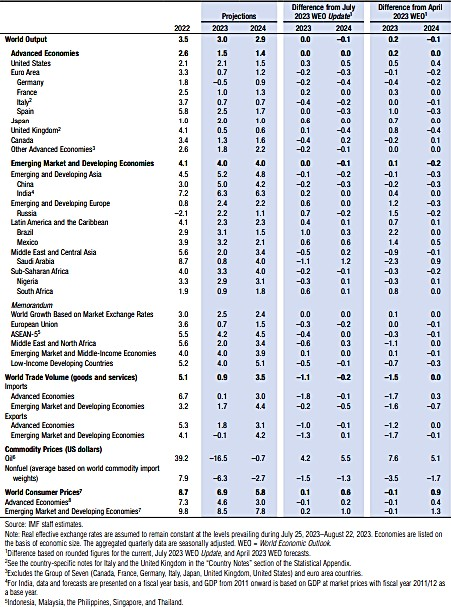 Projections Difference from July 2023 WEO Update¹ Difference from April 2023 WEO¹
2022 2023 2024 2023 2024 2023 2024
World Output 3.5 3.0 2.9 0.0 –0.1 0.2 –0.1
Advanced Economies 2.6 1.5 1.4 0.0 0.0 0.2 0.0
United States 2.1 2.1 1.5 0.3 0.5 0.5 0.4
Euro Area 3.3 0.7 1.2 –0.2 –0.3 –0.1 –0.2
Germany 1.8 –0.5 0.9 –0.2 –0.4 –0.4 –0.2
France 2.5 1.0 1.3 0.2 0.0 0.3 0.0
Italy² 3.7 0.7 0.7 –0.4 –0.2 0.0 –0.1
Spain 5.8 2.5 1.7 0.0 –0.3 1.0 –0.3
Japan 1.0 2.0 1.0 0.6 0.0 0.7 0.0
United Kingdom² 4.1 0.5 0.6 0.1 –0.4 0.8 –0.4
Canada 3.4 1.3 1.6 –0.4 0.2 –0.2 0.1
Other Advanced Economies³ 2.6 1.8 2.2 –0.2 –0.1 0.0 0.0
Emerging Market and Developing Economies 4.1 4.0 4.0 0.0 –0.1 0.1 –0.2
Emerging and Developing Asia 4.5 5.2 4.8 –0.1 –0.2 –0.1 –0.3
China 3.0 5.0 4.2 –0.2 –0.3 –0.2 –0.3
India⁴ 7.2 6.3 6.3 0.2 0.0 0.4 0.0
Emerging and Developing Europe 0.8 2.4 2.2 0.6 0.0 1.2 –0.3
Russia –2.1 2.2 1.1 0.7 –0.2 1.5 –0.2
Latin America and the Caribbean 4.1 2.3 2.3 0.4 0.1 0.7 0.1
Brazil 2.9 3.1 1.5 1.0 0.3 2.2 0.0
Mexico 3.9 3.2 2.1 0.6 0.6 1.4 0.5
Middle East and Central Asia 5.6 2.0 3.4 –0.5 0.2 –0.9 –0.1
Saudi Arabia 8.7 0.8 4.0 –1.1 1.2 –2.3 0.9
Sub-Saharan Africa 4.0 3.3 4.0 –0.2 –0.1 –0.3 –0.2
Nigeria 3.3 2.9 3.1 –0.3 0.1 –0.3 0.1
South Africa 1.9 0.9 1.8 0.6 0.1 0.8 0.0
Memorandum
World Growth Based on Market Exchange Rates 3.0 2.5 2.4 0.0 0.0 0.1 0.0
European Union 3.6 0.7 1.5 –0.3 –0.2 0.0 –0.1
ASEAN-5⁵ 5.5 4.2 4.5 –0.4 0.0 –0.3 –0.1
Middle East and North Africa 5.6 2.0 3.4 –0.6 0.3 –1.1 0.0
Emerging Market and Middle-Income Economies 4.0 4.0 3.9 0.1 0.0 0.1 –0.1
Low-Income Developing Countries 5.2 4.0 5.1 –0.5 –0.1 –0.7 –0.3
World Trade Volume (goods and services) 5.1 0.9 3.5 –1.1 –0.2 –1.5 0.0
Imports
Advanced Economies 6.7 0.1 3.0 –1.8 –0.1 –1.7 0.3
Emerging Market and Developing Economies 3.2 1.7 4.4 –0.2 –0.5 –1.6 –0.7
Exports
Advanced Economies 5.3 1.8 3.1 –0.1 0.0 –1.2 0.0
Emerging Market and Developing Economies 4.1 –0.1 4.2 –1.3 0.1 –1.7 –0.1
Commodity Prices (US dollars)
Oil⁶ 39.2 –16.5 –0.7 4.2 5.5 7.6 5.1
Nonfuel (average based on world commodity import
weights) 7.9 –6.3 –2.7 –1.5 –1.3 –3.5 –1.7
World Consumer Prices⁷ 8.7 6.9 5.8 0.1 0.6 –0.1 0.9
Advanced Economies⁸ 7.3 4.6 3.0 –0.1 0.2 –0.1 0.4
Emerging Market and Developing Economies⁷ 9.8 8.5 7.8 0.2 1.0 –0.1 1.3
Source: IMF staff estimates.
Note: Real effective exchange rates are assumed to remain constant at the levels prevailing during July 25, 2023–August 22, 2023. Economies are listed on
the basis of economic size. The aggregated quarterly data are seasonally adjusted. WEO = World Economic Outlook.
¹Difference based on rounded figures for the current, July 2023 WEO Update, and April 2023 WEO forecasts.
²See the country-specific notes for Italy and the United Kingdom in the "Country Notes" section of the Statistical Appendix.
³Excludes the Group of Seven (Canada, France, Germany, Italy, Japan, United Kingdom, United States) and euro area countries.
⁴For India, data and forecasts are presented on a fiscal year basis, and GDP from 2011 onward is based on GDP at market prices with fiscal year 2011/12 as
a base year.
⁵Indonesia, Malaysia, the Philippines, Singapore, and Thailand.